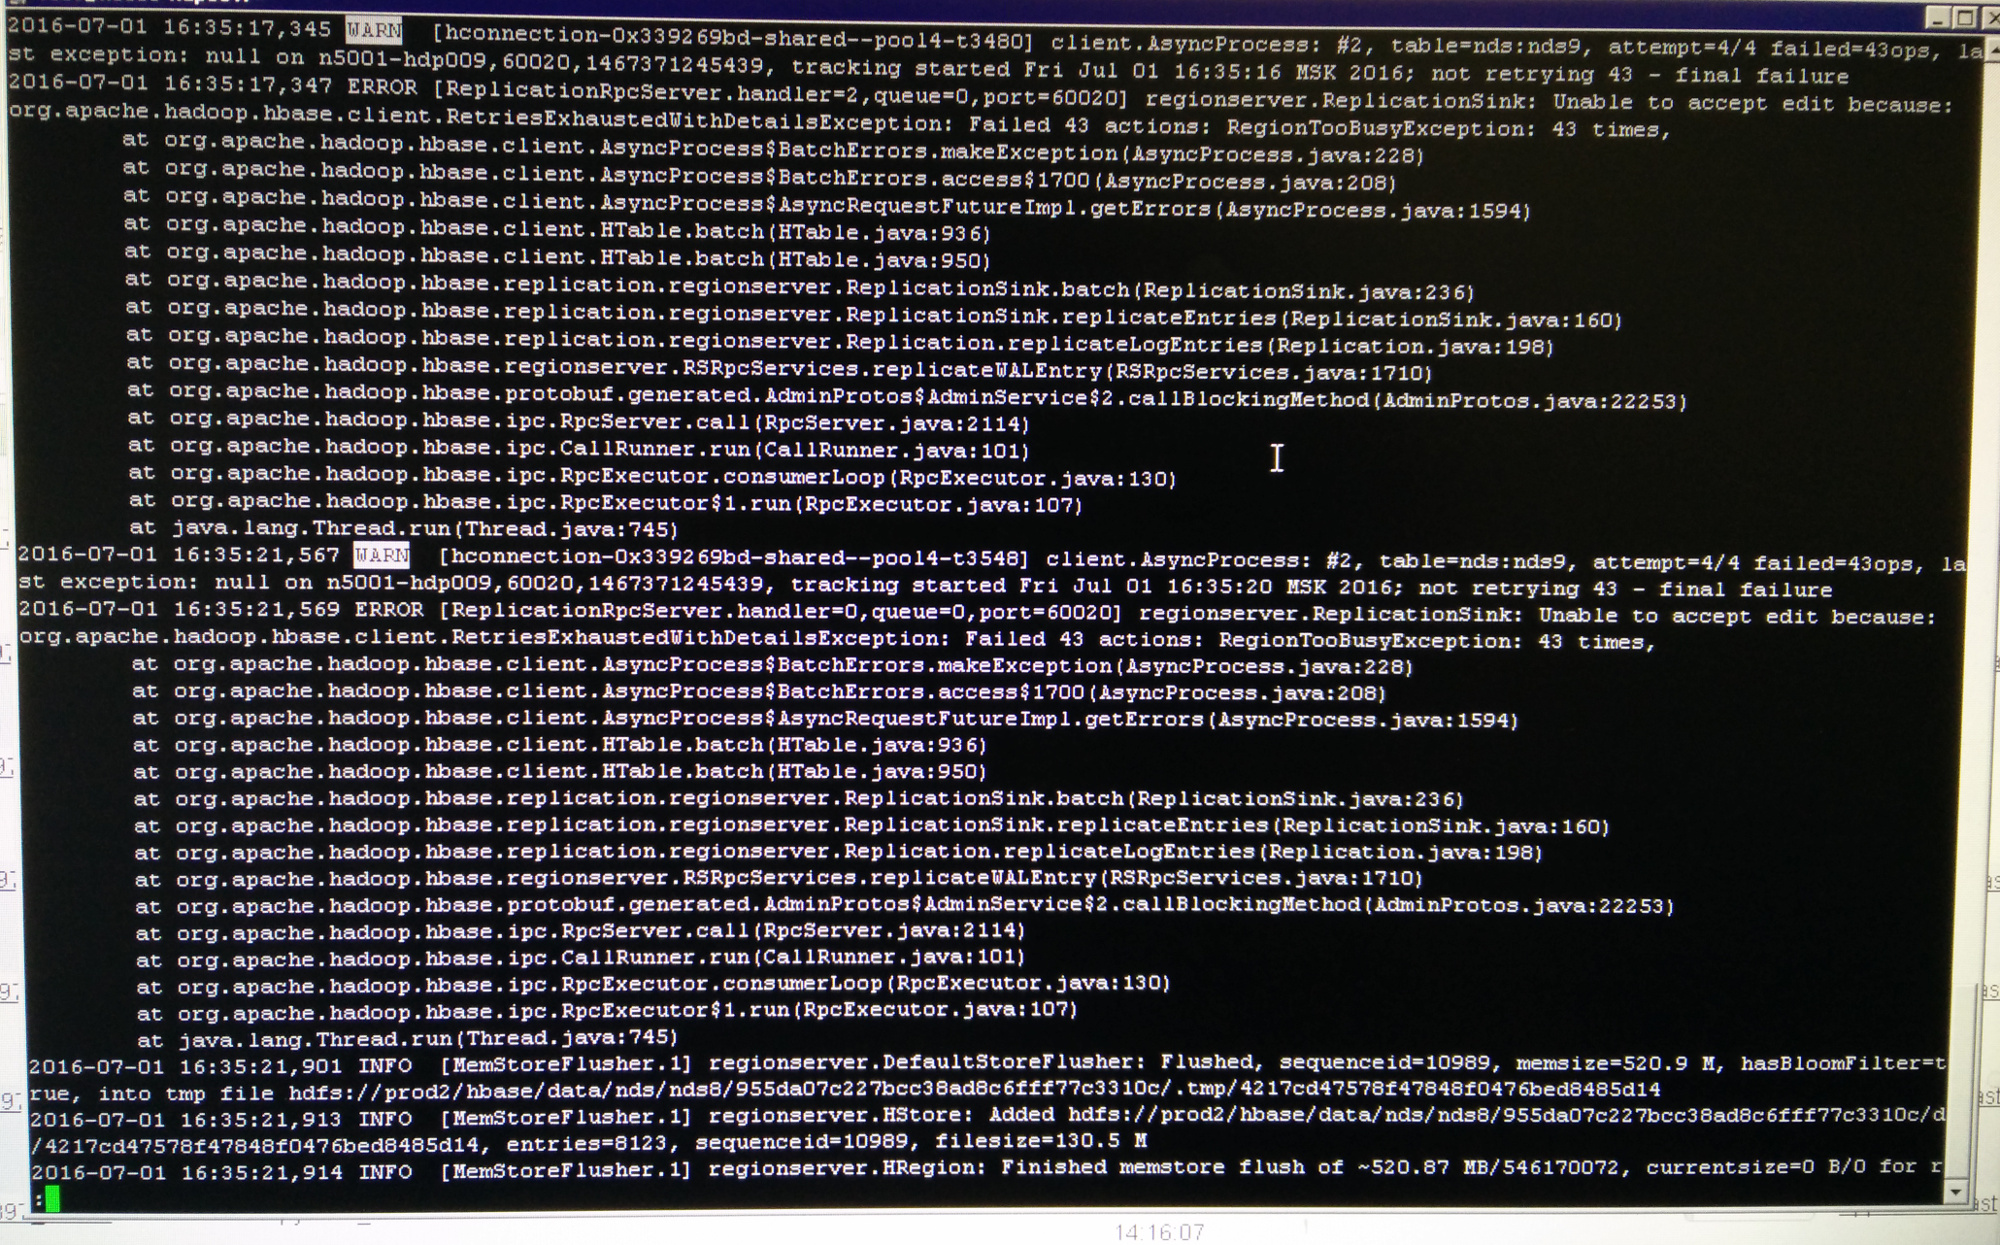 2016-07-01 16:35:17,345 WARN  [hconnection-0x339269bd-shared--pool4-t3480] client.AsyncProcess: #2, table=nds:nds9, attempt=4/4 failed=43ops, la
st exception: null on n5001-hdp009,60020,1467371245439, tracking started Fri Jul 01 16:35:16 MSK 2016; not retrying 43 - final failure
2016-07-01 16:35:17,347 ERROR [ReplicationRpcServer.handler=2,queue=0,port=60020] regionserver.ReplicationSink: Unable to accept edit because:
org.apache.hadoop.hbase.client.RetriesExhaustedWithDetailsException: Failed 43 actions: RegionTooBusyException: 43 times,
at org.apache.hadoop.hbase.client.AsyncProcess$BatchErrors.makeException(AsyncProcess.java:228)
at org.apache.hadoop.hbase.client.AsyncProcess$BatchErrors.access$1700(AsyncProcess.java:208)
at org.apache.hadoop.hbase.client.AsyncProcess$AsyncRequestFutureImpl.getErrors(AsyncProcess.java:1594)
at org.apache.hadoop.hbase.client.HTable.batch(HTable.java:936)
at org.apache.hadoop.hbase.client.HTable.batch(HTable.java:950)
at org.apache.hadoop.hbase.replication.regionserver.ReplicationSink.batch(ReplicationSink.java:236)
at org.apache.hadoop.hbase.replication.regionserver.ReplicationSink.replicateEntries(ReplicationSink.java:160)
at org.apache.hadoop.hbase.replication.regionserver.Replication.replicateLogEntries(Replication.java:198)
at org.apache.hadoop.hbase.regionserver.RSRpcServices.replicateWALEntry(RSRpcServices.java:1710)
at org.apache.hadoop.hbase.protobuf.generated.AdminProtos$AdminService$2.callBlockingMethod(AdminProtos.java:22253)
at org.apache.hadoop.hbase.ipc.RpcServer.call(RpcServer.java:2114)
at org.apache.hadoop.hbase.ipc.CallRunner.run(CallRunner.java:101)
at org.apache.hadoop.hbase.ipc.RpcExecutor.consumerLoop(RpcExecutor.java:130)
at org.apache.hadoop.hbase.ipc.RpcExecutor$1.run(RpcExecutor.java:107)
at java.lang.Thread.run(Thread.java:745)
2016-07-01 16:35:21,567 WARN  [hconnection-0x339269bd-shared--pool4-t3548] client.AsyncProcess: #2, table=nds:nds9, attempt=4/4 failed=43ops, la
st exception: null on n5001-hdp009,60020,1467371245439, tracking started Fri Jul 01 16:35:20 MSK 2016; not retrying 43 - final failure
2016-07-01 16:35:21,569 ERROR [ReplicationRpcServer.handler=0,queue=0,port=60020] regionserver.ReplicationSink: Unable to accept edit because:
org.apache.hadoop.hbase.client.RetriesExhaustedWithDetailsException: Failed 43 actions: RegionTooBusyException: 43 times,
at org.apache.hadoop.hbase.client.AsyncProcess$BatchErrors.makeException(AsyncProcess.java:228)
at org.apache.hadoop.hbase.client.AsyncProcess$BatchErrors.access$1700(AsyncProcess.java:208)
at org.apache.hadoop.hbase.client.AsyncProcess$AsyncRequestFutureImpl.getErrors(AsyncProcess.java:1594)
at org.apache.hadoop.hbase.client.HTable.batch(HTable.java:936)
at org.apache.hadoop.hbase.client.HTable.batch(HTable.java:950)
at org.apache.hadoop.hbase.replication.regionserver.ReplicationSink.batch(ReplicationSink.java:236)
at org.apache.hadoop.hbase.replication.regionserver.ReplicationSink.replicateEntries(ReplicationSink.java:160)
at org.apache.hadoop.hbase.replication.regionserver.Replication.replicateLogEntries(Replication.java:198)
at org.apache.hadoop.hbase.regionserver.RSRpcServices.replicateWALEntry(RSRpcServices.java:1710)
at org.apache.hadoop.hbase.protobuf.generated.AdminProtos$AdminService$2.callBlockingMethod(AdminProtos.java:22253)
at org.apache.hadoop.hbase.ipc.RpcServer.call(RpcServer.java:2114)
at org.apache.hadoop.hbase.ipc.CallRunner.run(CallRunner.java:101)
at org.apache.hadoop.hbase.ipc.RpcExecutor.consumerLoop(RpcExecutor.java:130)
at org.apache.hadoop.hbase.ipc.RpcExecutor$1.run(RpcExecutor.java:107)
at java.lang.Thread.run(Thread.java:745)
2016-07-01 16:35:21,901 INFO  [MemStoreFlusher.1] regionserver.DefaultStoreFlusher: Flushed, sequenceid=10989, memsize=520.9 M, hasBloomFilter=t
rue, into tmp file hdfs://prod2/hbase/data/nds/nds8/955da07c227bcc38ad8c6fff77c3310c/.tmp/4217cd47578f47848f0476bed8485d14
2016-07-01 16:35:21,913 INFO  [MemStoreFlusher.1] regionserver.HStore: Added hdfs://prod2/hbase/data/nds/nds8/955da07c227bcc38ad8c6fff77c3310c/d
/4217cd47578f47848f0476bed8485d14, entries=8123, sequenceid=10989, filesize=130.5 M
2016-07-01 16:35:21,914 INFO  [MemStoreFlusher.1] regionserver.HRegion: Finished memstore flush of ~520.87 MB/546170072, currentsize=0 B/0 for r
:
14:16:07